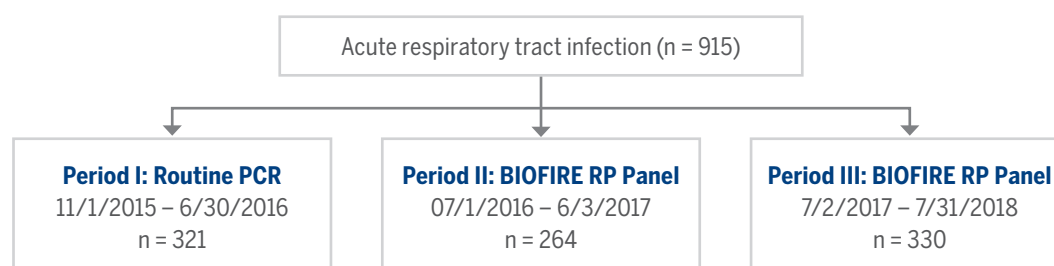 Acute respiratory tract infection (n = 915)
Period I: Routine PCR
11/1/2015 – 6/30/2016
n = 321
Period II: BIOFIRE RP Panel
07/1/2016 – 6/3/2017
n = 264
Period III: BIOFIRE RP Panel
7/2/2017 – 7/31/2018
n = 330